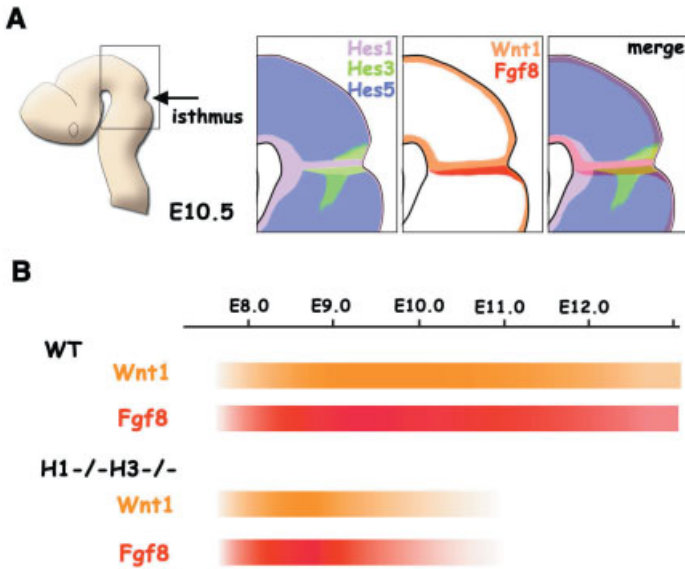 A
isthmus
E10.5
Hes1
Hes3
Hes5
Wnt1
Fgf8
merge
B
E8.0 E9.0 E10.0 E11.0 E12.0
WT
Wnt1
Fgf8
H1-/-H3-/-
Wnt1
Fgf8